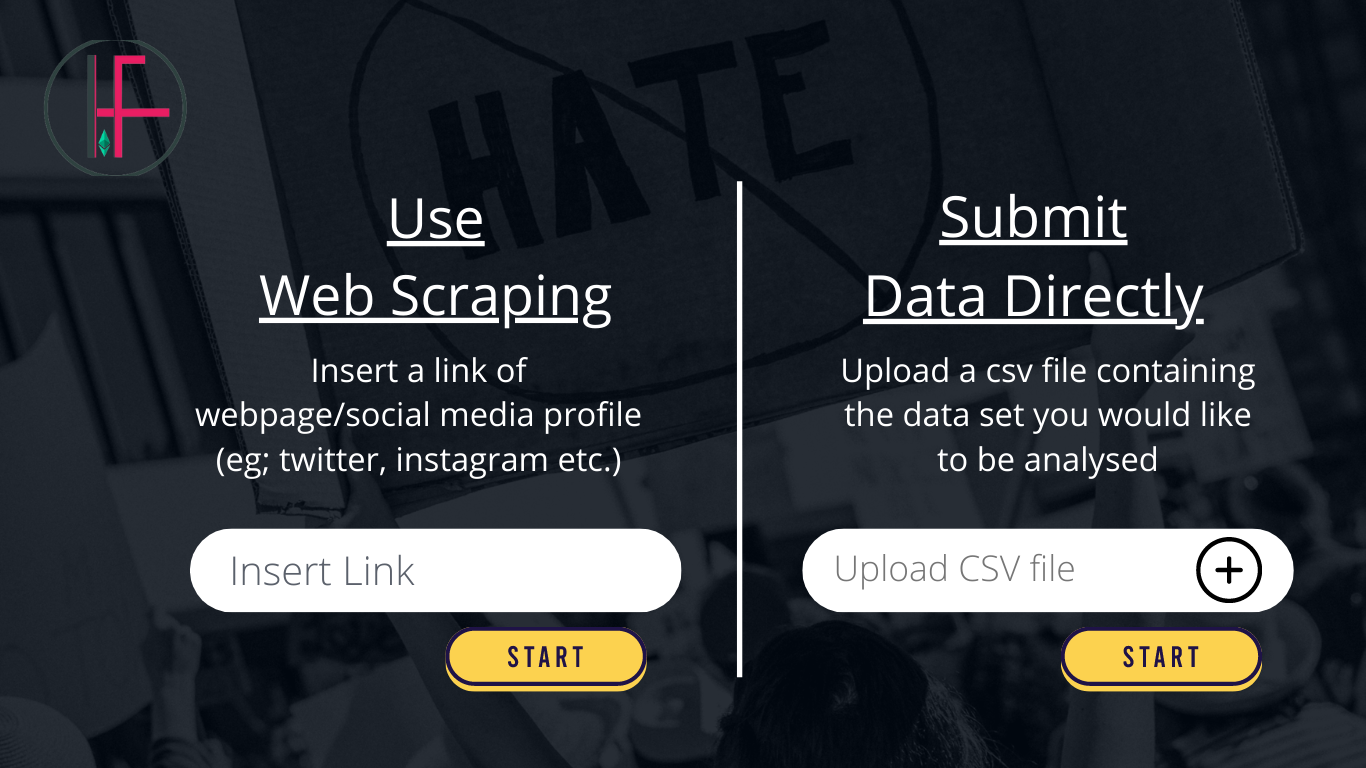 HATE
Use
Web Scraping
Insert a link of
webpage/social media profile
(eg; twitter, instagram etc.)
Insert Link
START
Submit
Data Directly
Upload a csv file containing
the data set you would like
to be analysed
Upload CSV file
START